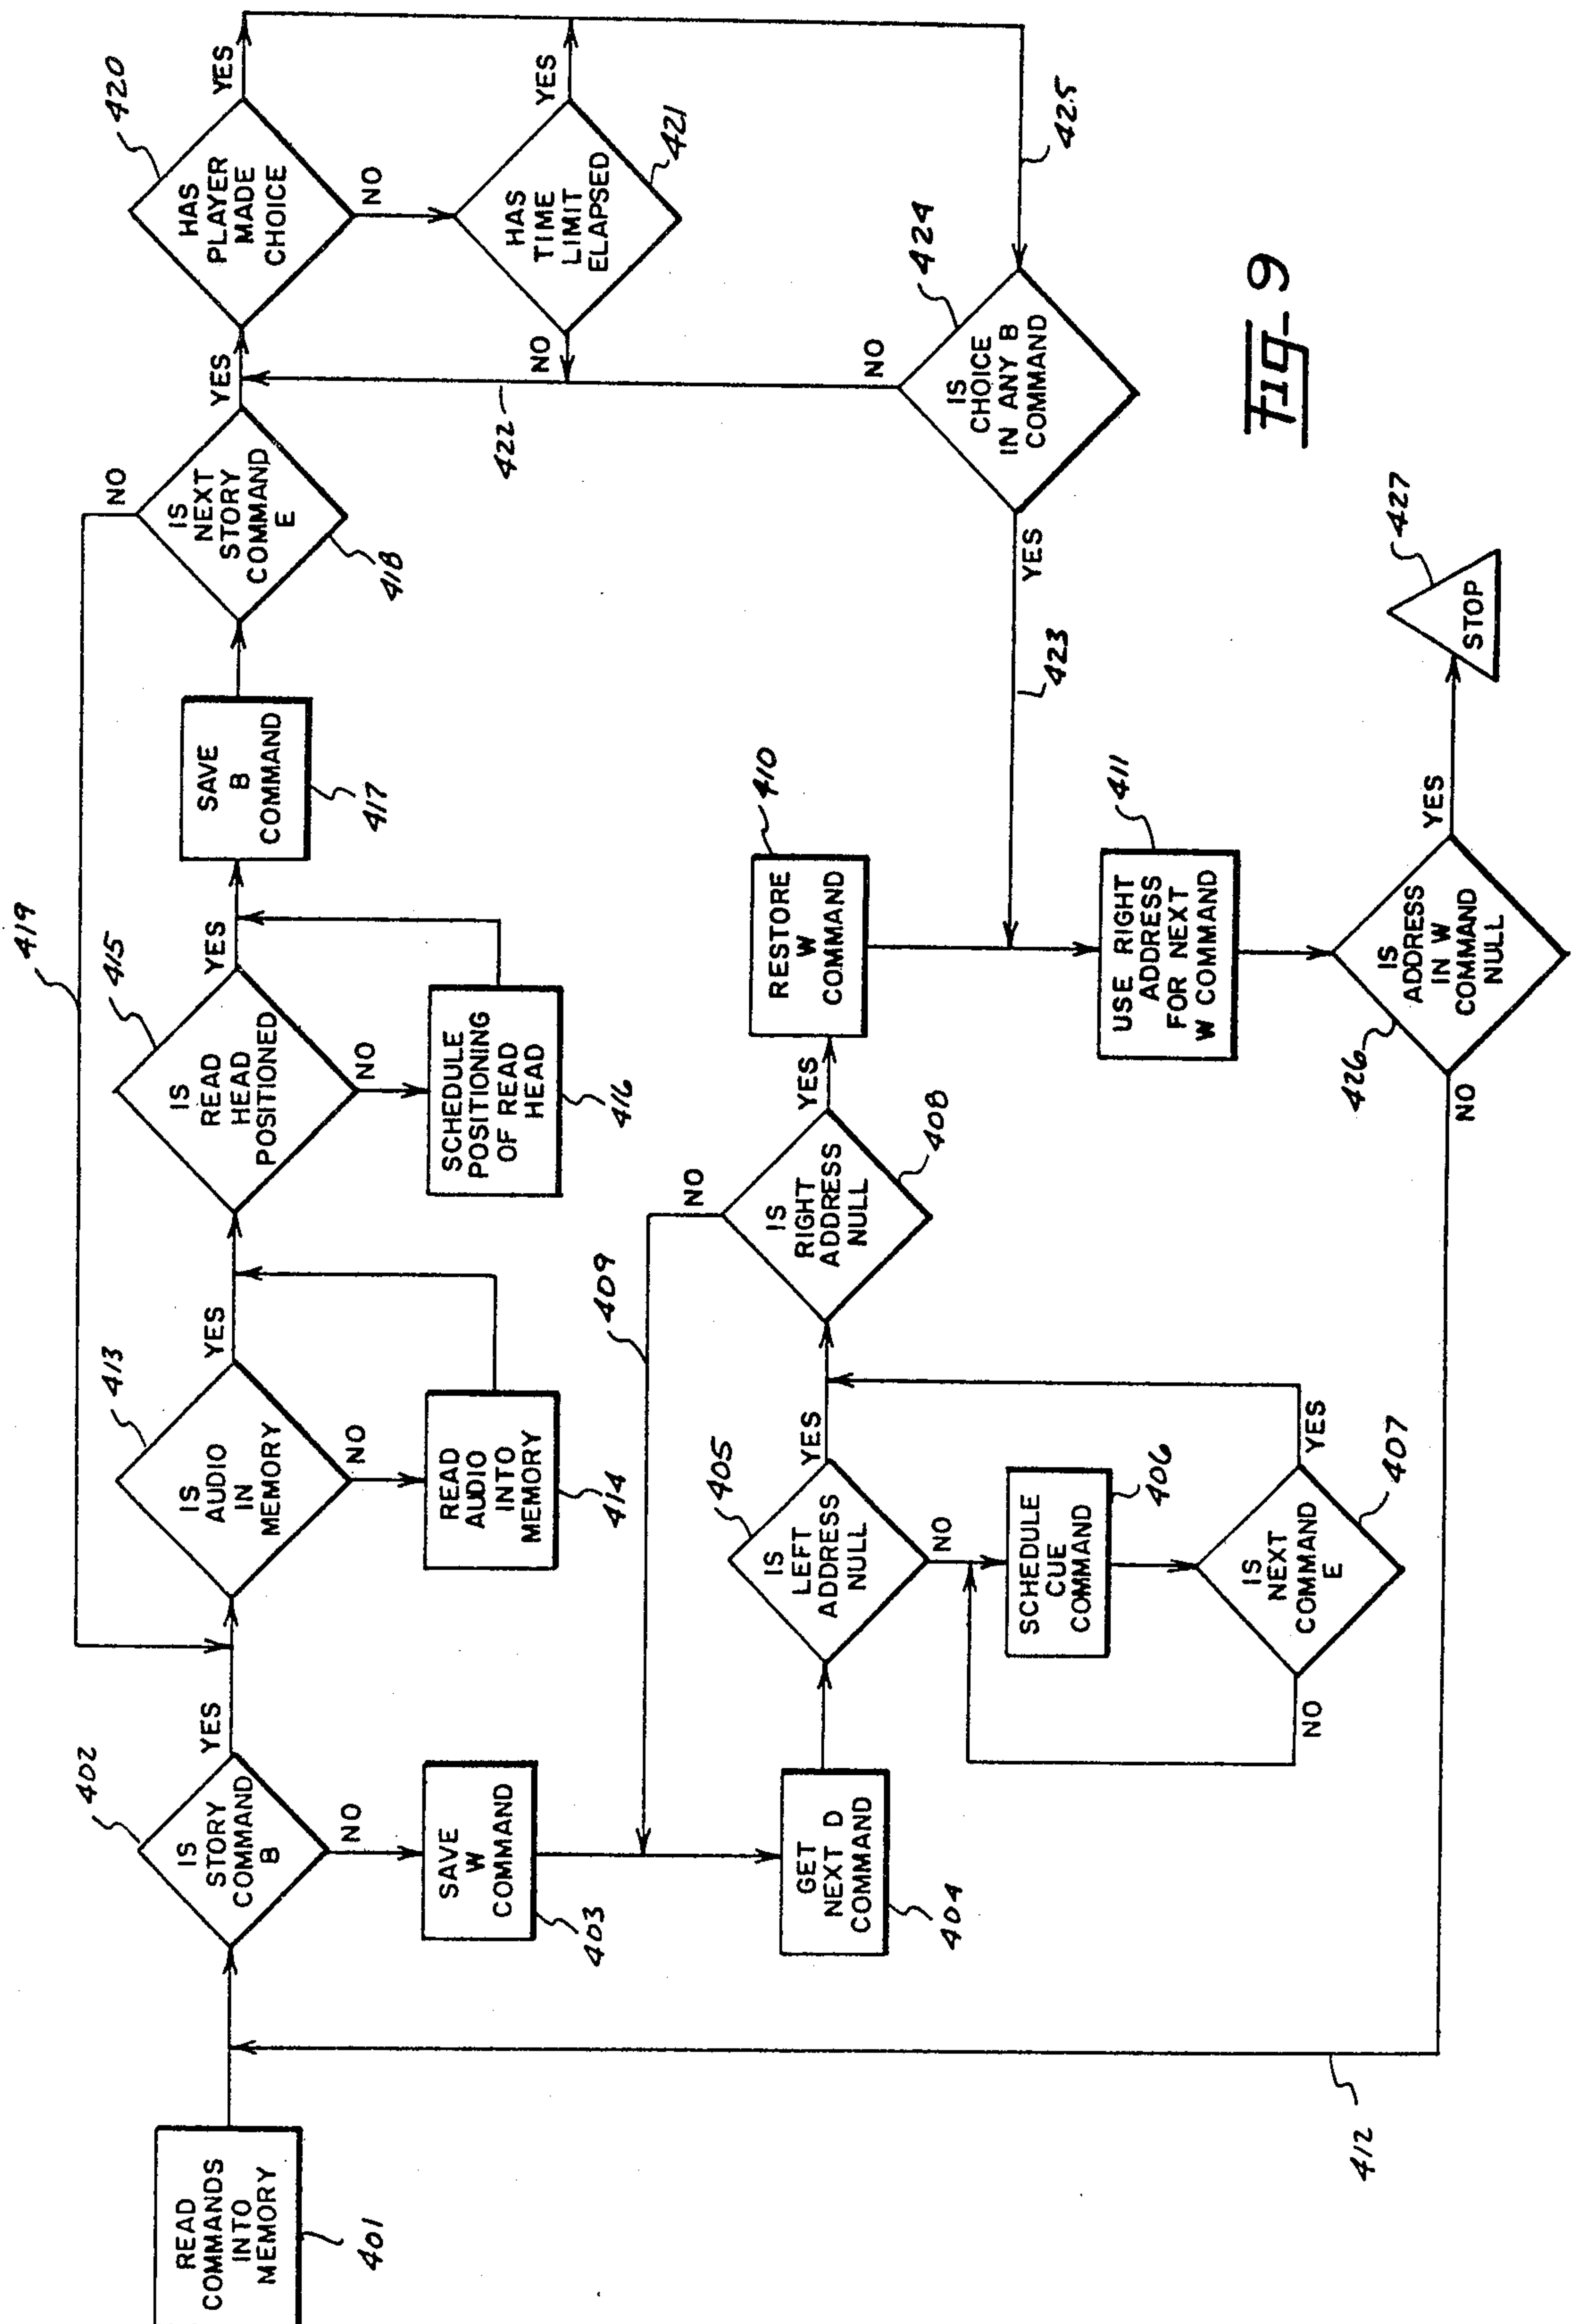 READ
COMMANDS
INTO
MEMORY
401
402
IS
STORY
COMMAND
B
YES
NO
SAVE
W
COMMAND
403
GET
NEXT D
COMMAND
404
412
419
413
IS
AUDIO
IN
MEMORY
YES
NO
READ
AUDIO
INTO
MEMORY
414
415
IS
READ
HEAD
POSITIONED
YES
NO
SCHEDULE
POSITIONING
OF READ
HEAD
416
SAVE
B
COMMAND
417
IS
NEXT
STORY
COMMAND
E
418
NO
YES
420
HAS
PLAYER
MADE
CHOICE
YES
NO
HAS
TIME
LIMIT
ELAPSED
421
YES
NO
422
424
IS
CHOICE
IN ANY B
COMMAND
NO
YES
425
423
409
405
IS
LEFT
ADDRESS
NULL
YES
NO
SCHEDULE
CUE
COMMAND
406
IS
NEXT
COMMAND
E
407
YES
NO
IS
RIGHT
ADDRESS
NULL
408
NO
YES
RESTORE
W
COMMAND
410
USE RIGHT
ADDRESS
FOR NEXT
W COMMAND
411
IS
ADDRESS
IN W
COMMAND
NULL
426
NO
YES
STOP
427
Fig-9